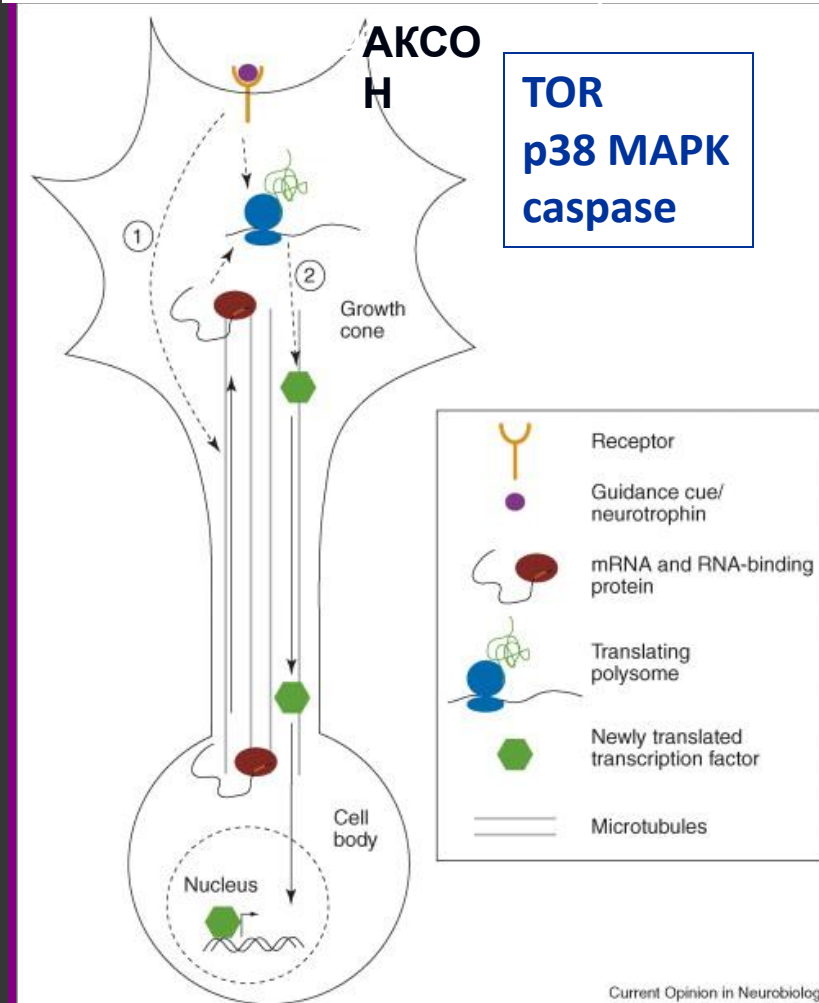 АКСО
Н
TOR
p38 MAPK
caspase
1
2
Growth
cone
Receptor
Guidance cue/
neurotrophin
mRNA and RNA-binding
protein
Translating
polysome
Newly translated
transcription factor
Microtubules
Cell
body
Nucleus
Current Opinion in Neurobiolog